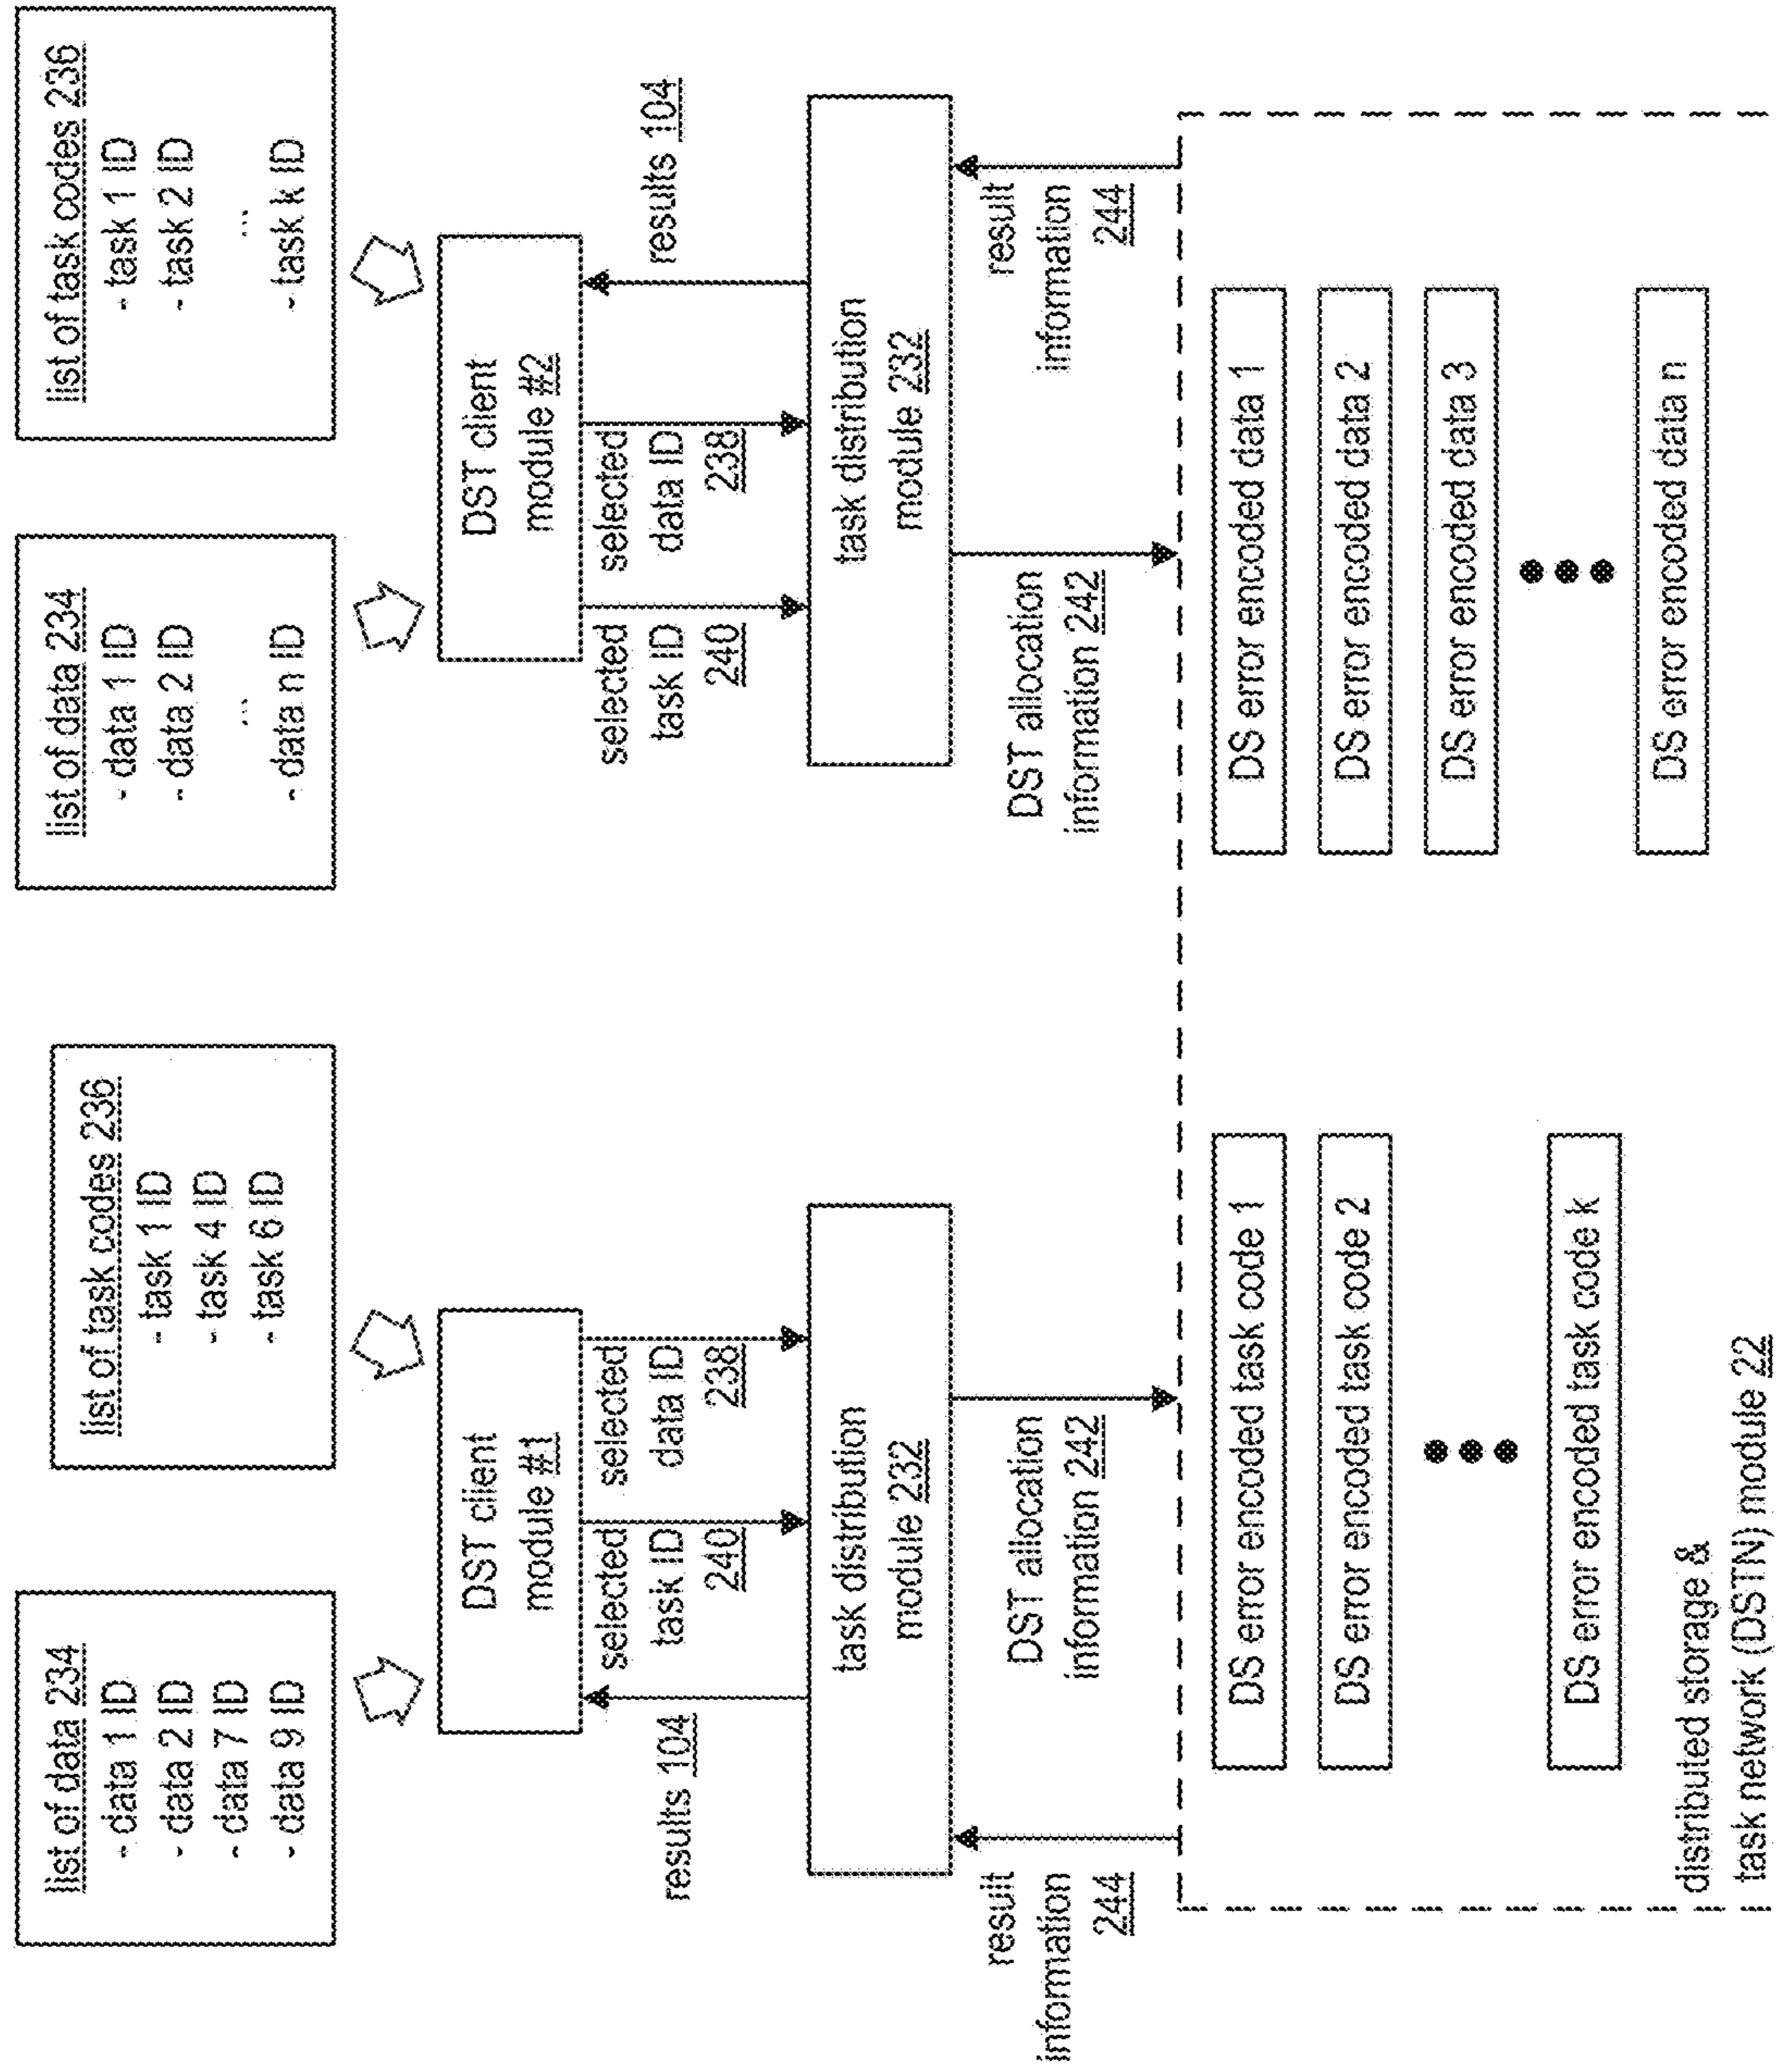 list of data 234
- data 1 ID
- data 2 ID
- data 7 ID
- data 9 ID
list of task codes 236
- task 1 ID
- task 4 ID
- task 6 ID
list of data 234
- data 1 ID
- data 2 ID
...
- data n ID
list of task codes 236
- task 1 ID
- task 2 ID
...
- task k ID
DST client
module #1
DST client
module #2
results 104
selected
task ID
240
selected
data ID
238
selected
task ID
240
selected
data ID
238
results 104
task distribution
module 232
task distribution
module 232
result
information
244
DST allocation
information 242
DST allocation
information 242
result
information
244
DS error encoded task code 1
DS error encoded task code 2
DS error encoded task code k
DS error encoded data 1
DS error encoded data 2
DS error encoded data 3
DS error encoded data n
distributed storage &
task network (DSTN) module 22